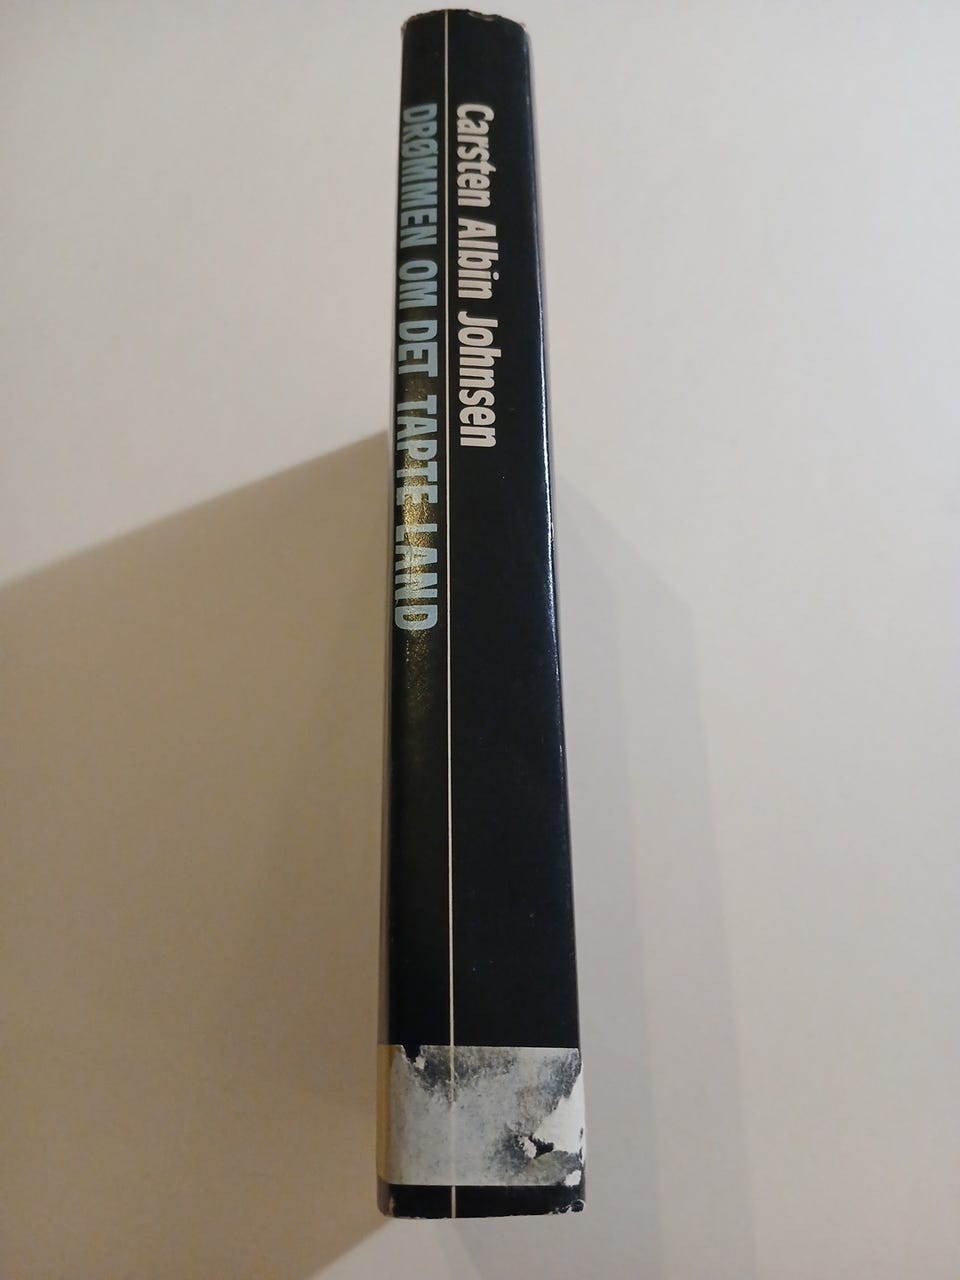 Carsten Albin Johnsen
DRØMMEN OM DET TAPTE LAND